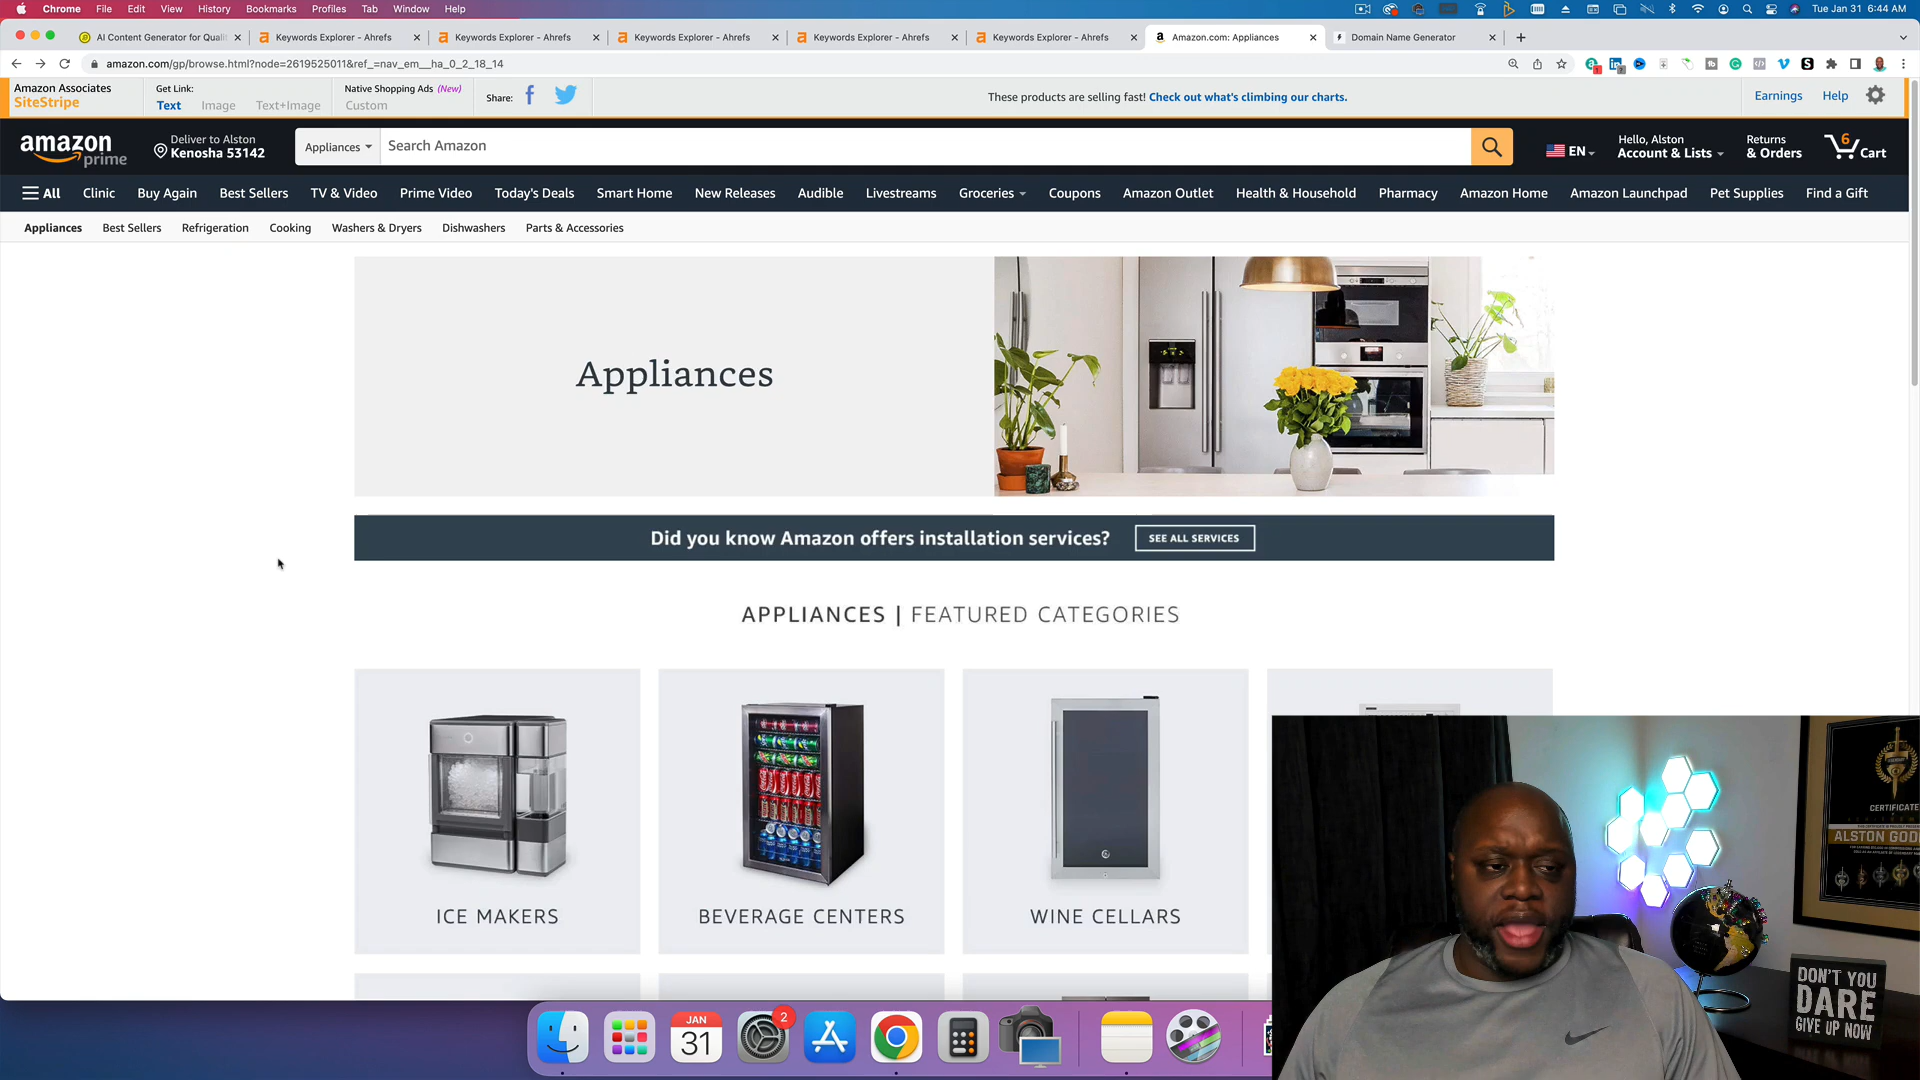 Chrome File Edit View History Bookmarks Profiles Tab Window Help
Tue Jan 31 6:44 AM
AI Content Generator for Quali
Keywords Explorer - Ahrefs
Keywords Explorer - Ahrefs
Keywords Explorer - Ahrefs
Keywords Explorer - Ahrefs
Keywords Explorer - Ahrefs
Amazon.com: Appliances
Domain Name Generator
amazon.com/gp/browse.html?node=2619525011&ref_=nav_em__ha_0_2_18_14
Amazon Associates
SiteStripe
Get Link:
Text Image Text+Image
Native Shopping Ads (New)
Custom
Share:
These products are selling fast! Check out what's climbing our charts.
Earnings Help
amazon prime
Deliver to Alston
Kenosha 53142
Appliances
Search Amazon
EN
Hello, Alston
Account & Lists
Returns
& Orders
6
Cart
All Clinic Buy Again Best Sellers TV & Video Prime Video Today's Deals Smart Home New Releases Audible Livestreams Groceries Coupons Amazon Outlet Health & Household Pharmacy Amazon Home Amazon Launchpad Pet Supplies Find a Gift
Appliances Best Sellers Refrigeration Cooking Washers & Dryers Dishwashers Parts & Accessories
Appliances
Did you know Amazon offers installation services? SEE ALL SERVICES
APPLIANCES | FEATURED CATEGORIES
ICE MAKERS
BEVERAGE CENTERS
WINE CELLARS
CERTIFICATE
ALSTON GOD
DON'T YOU
DARE
GIVE UP NOW
JAN
31
2